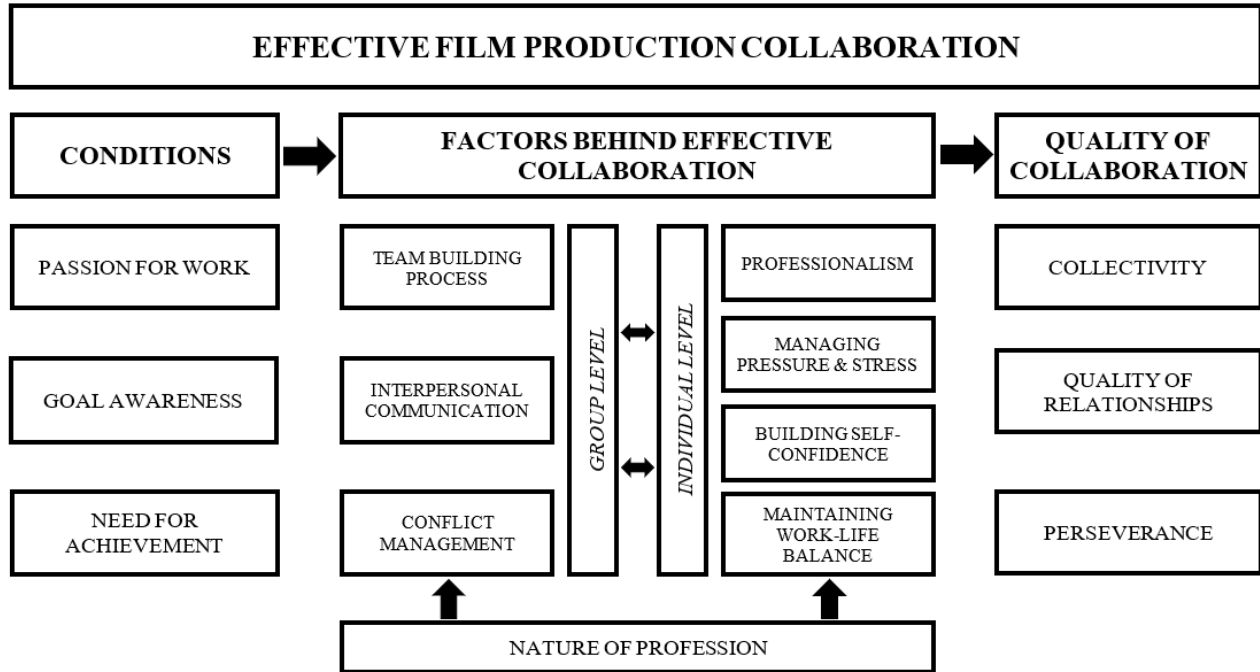 EFFECTIVE FILM PRODUCTION COLLABORATION
CONDITIONS
FACTORS BEHIND EFFECTIVE
COLLABORATION
QUALITY OF
COLLABORATION
PASSION FOR WORK
GOAL AWARENESS
NEED FOR
ACHIEVEMENT
TEAM BUILDING
PROCESS
INTERPERSONAL
COMMUNICATION
CONFLICT
MANAGEMENT
GROUP LEVEL
INDIVIDUAL LEVEL
PROFESSIONALISM
MANAGING
PRESSURE & STRESS
BUILDING SELF-
CONFIDENCE
MAINTAINING
WORK-LIFE
BALANCE
COLLECTIVITY
QUALITY OF
RELATIONSHIPS
PERSEVERANCE
NATURE OF PROFESSION